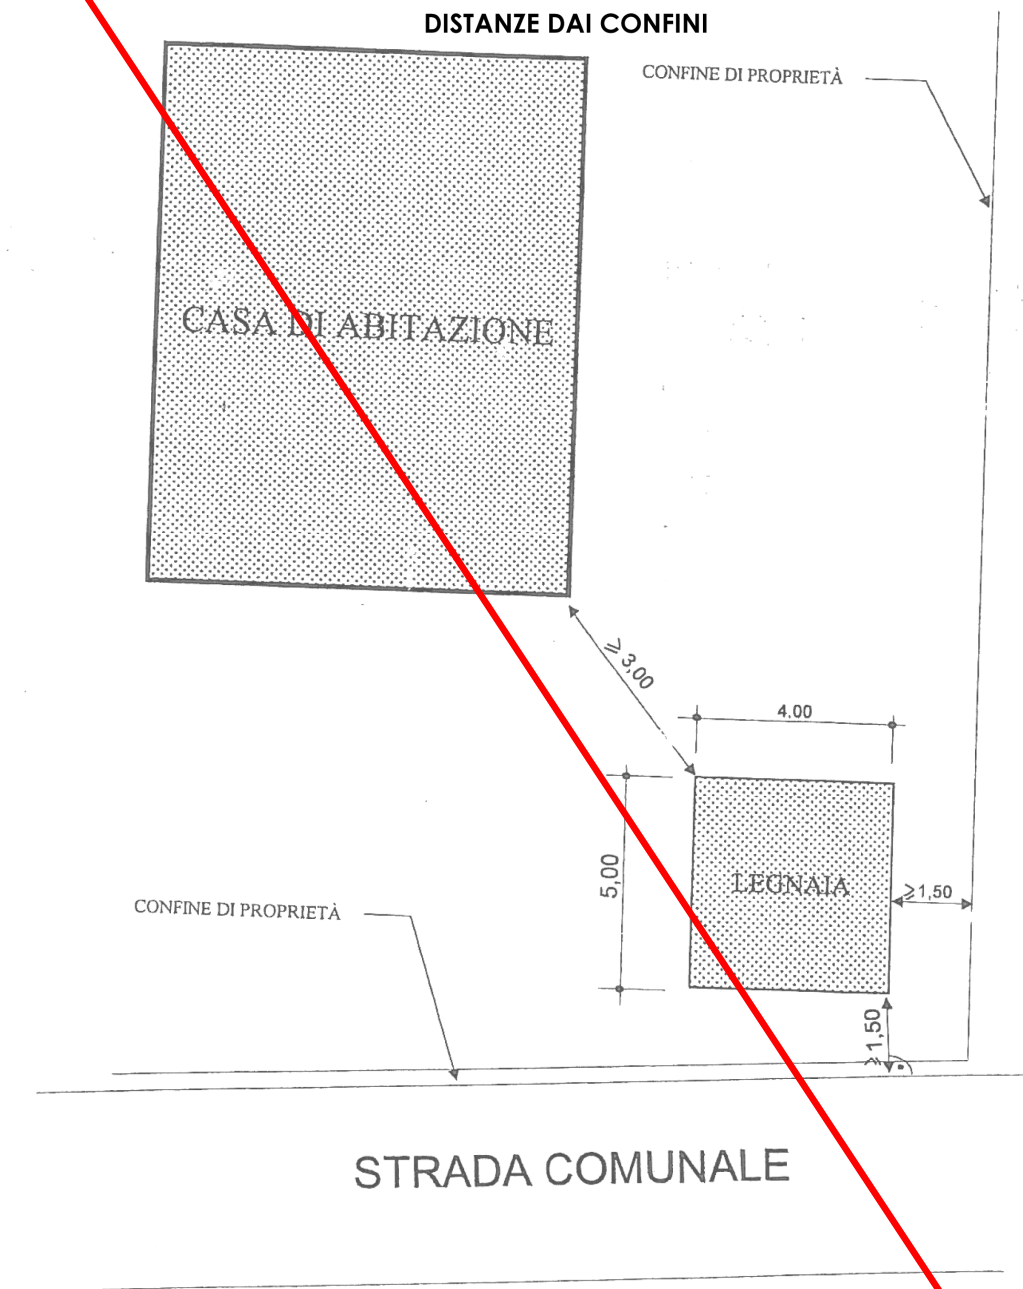 DISTANZE DAI CONFINI
CONFINE DI PROPRIETÀ
CASA DI ABITAZIONE
⩾ 3,00
4.00
5,00
LEGNAIA
⩾1,50
CONFINE DI PROPRIETÀ
⩾1,50
STRADA COMUNALE